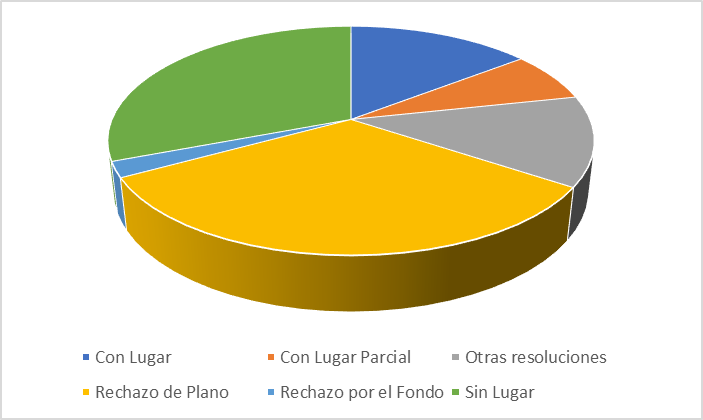 Con Lugar Con Lugar Parcial Otras resoluciones
Rechazo de Plano Rechazo por el Fondo Sin Lugar